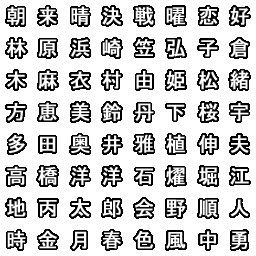 朝来晴決戦曜恋好
林原浜崎笠弘子倉
木麻衣村由姫松緒
方恵美鈴丹下桜宇
多田奥井雅植伸夫
高橋洋洋石燿堀江
地丙太郎会野順人
時金月春色風中勇